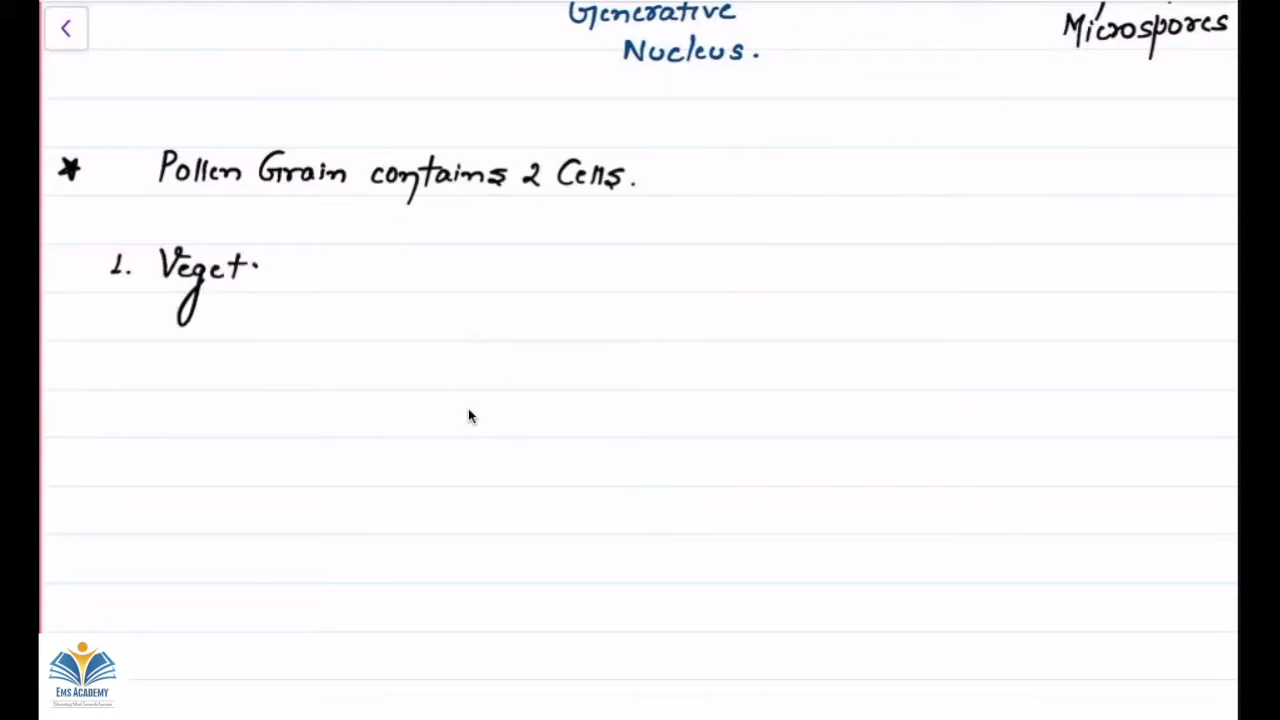 Generative
Nucleus.
Microspores
Pollen Grain contains 2 Cells.
1. Veget.
EMS ACADEMY